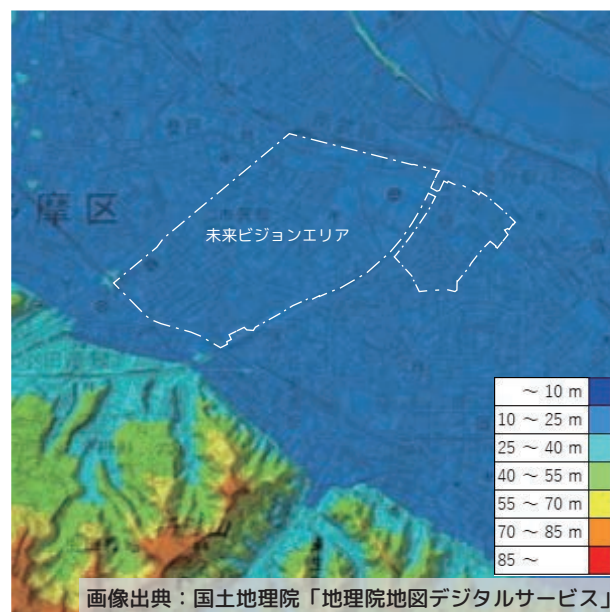 摩区
未来ビジョンエリア
～ 10 m
10 ～ 25 m
25 ～ 40 m
40 ～ 55 m
55 ～ 70 m
70 ～ 85 m
85 ～
画像出典：国土地理院「地理院地図デジタルサービス」